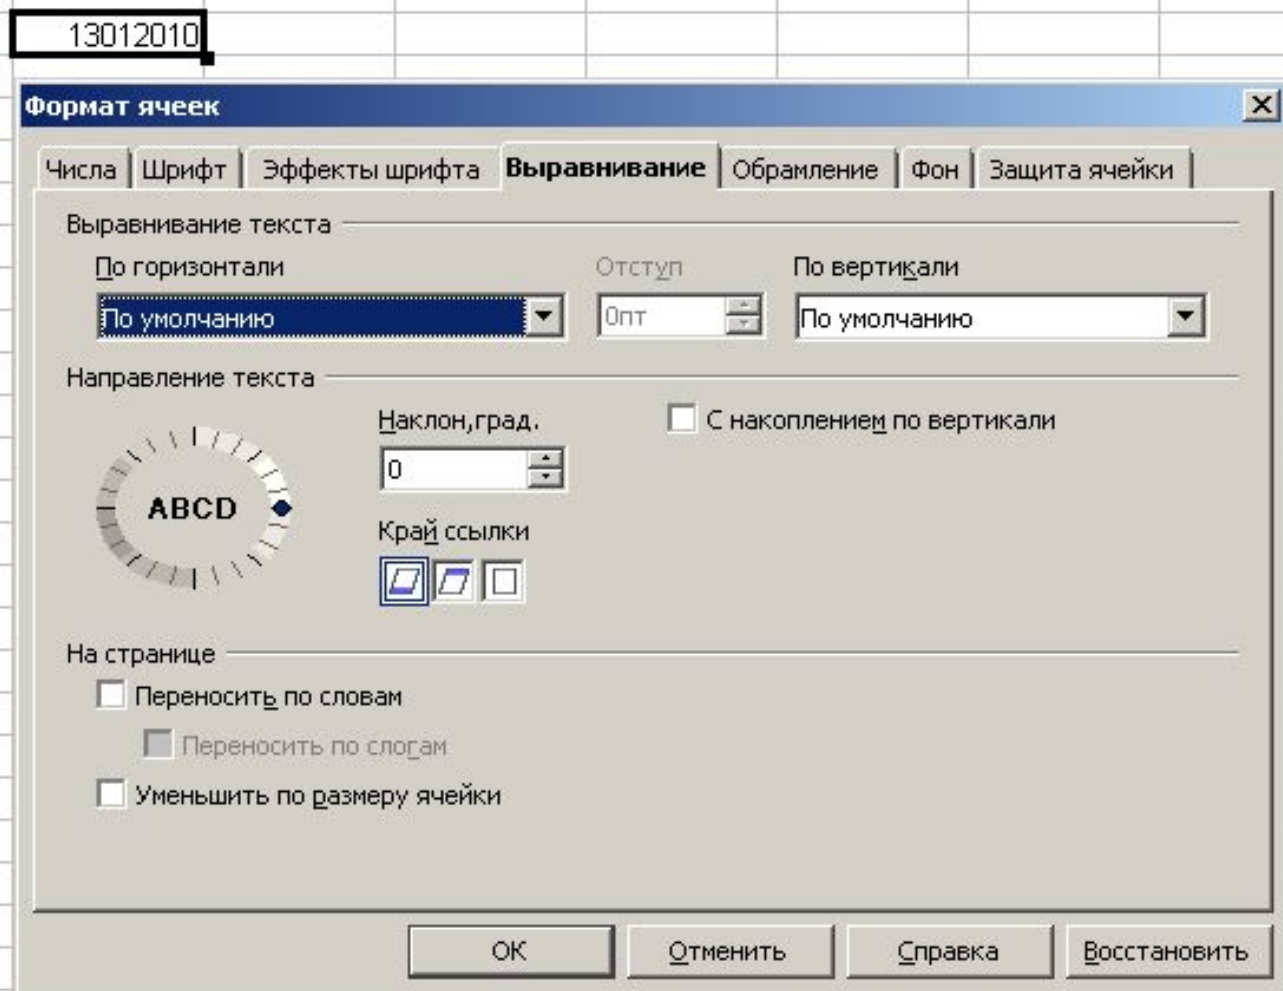 13012010
Формат ячеек
Числа Шрифт Эффекты шрифта Выравнивание Обрамление Фон Защита ячейки
Выравнивание текста
По горизонтали Отступ По вертикали
По умолчанию 0пт По умолчанию
Направление текста
Наклон,град. С накоплением по вертикали
0
ABCD
Край ссылки
На странице
Переносить по словам
Переносить по слогам
Уменьшить по размеру ячейки
ОК Отменить Справка Восстановить